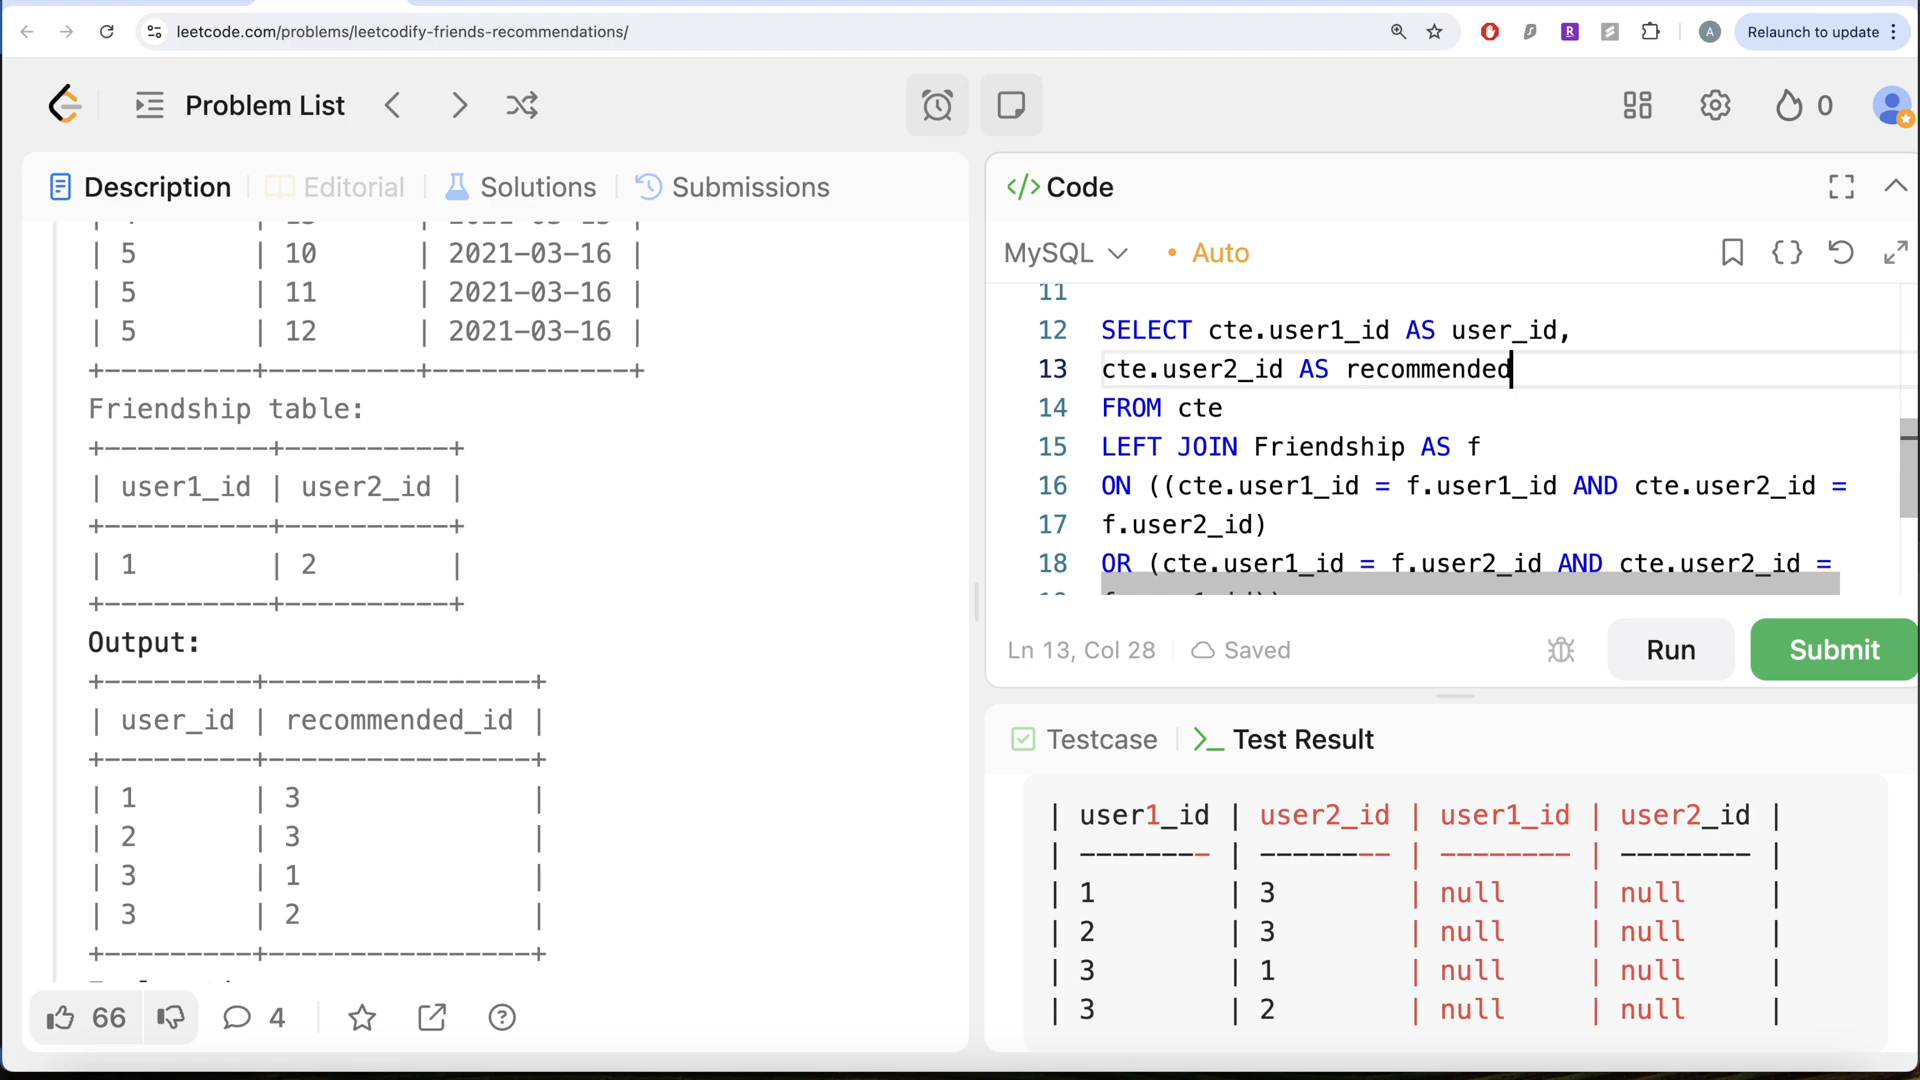 leetcode.com/problems/leetcodify-friends-recommendations/
R
A
Relaunch to update
Problem List
0
Description
Editorial
Solutions
Submissions
| 5 | 10 | 2021-03-16 |
| 5 | 11 | 2021-03-16 |
| 5 | 12 | 2021-03-16 |
+---------+----------+------------+
Friendship table:
+----------+----------+
| user1_id | user2_id |
+----------+----------+
| 1 | 2 |
+----------+----------+
Output:
+---------+----------------+
| user_id | recommended_id |
+---------+----------------+
| 1 | 3 |
| 2 | 3 |
| 3 | 1 |
| 3 | 2 |
+---------+----------------+
66
4
</> Code
MySQL
• Auto
11
12 SELECT cte.user1_id AS user_id,
13 cte.user2_id AS recommended
14 FROM cte
15 LEFT JOIN Friendship AS f
16 ON ((cte.user1_id = f.user1_id AND cte.user2_id =
17 f.user2_id)
18 OR (cte.user1_id = f.user2_id AND cte.user2_id =
Ln 13, Col 28
Saved
Run
Submit
Testcase
>_ Test Result
| user1_id | user2_id | user1_id | user2_id |
| -------- | -------- | -------- | -------- |
| 1 | 3 | null | null |
| 2 | 3 | null | null |
| 3 | 1 | null | null |
| 3 | 2 | null | null |